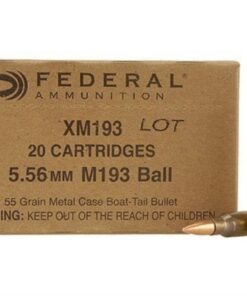 FEDERAL
AMMUNITION
XM193 LOT
20 CARTRIDGES
5.56MM M193 Ball
55 Grain Metal Case Boat-Tail Bullet
KEEP OUT OF THE REACH OF CHILDREN.